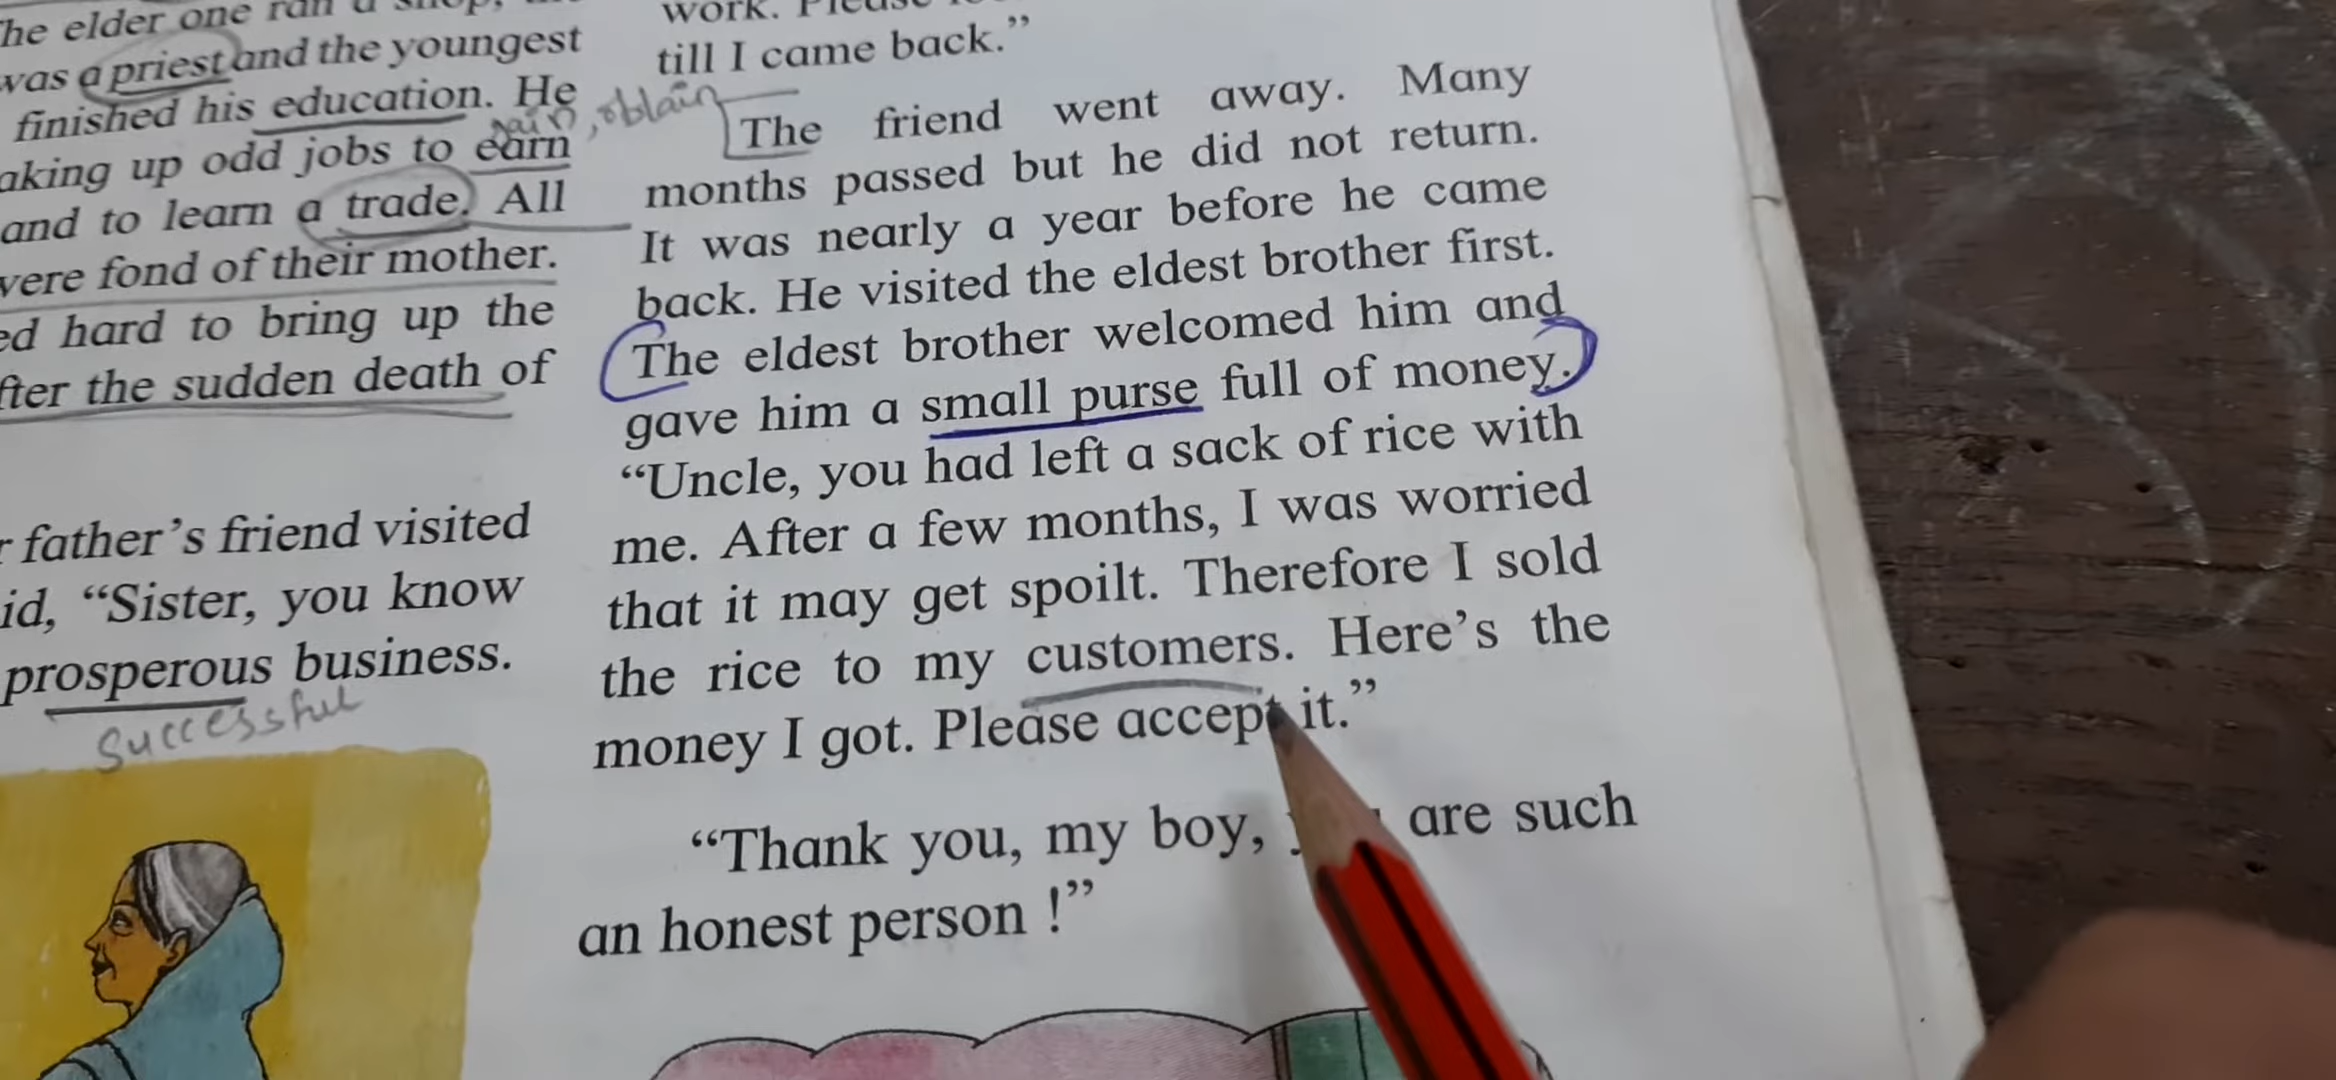 The elder one ran a
was a priest and the youngest
finished his education. He
gain, obtain
aking up odd jobs to earn
and to learn a trade. All
were fond of their mother.
ed hard to bring up the
fter the sudden death of
r father's friend visited
id, “Sister, you know
prosperous business.
Successful
work.
till I came back.”
The friend went away. Many
months passed but he did not return.
It was nearly a year before he came
back. He visited the eldest brother first.
The eldest brother welcomed him and
gave him a small purse full of money.
“Uncle, you had left a sack of rice with
me. After a few months, I was worried
that it may get spoilt. Therefore I sold
the rice to my customers. Here's the
money I got. Please accept it.”
“Thank you, my boy, are such
an honest person !”